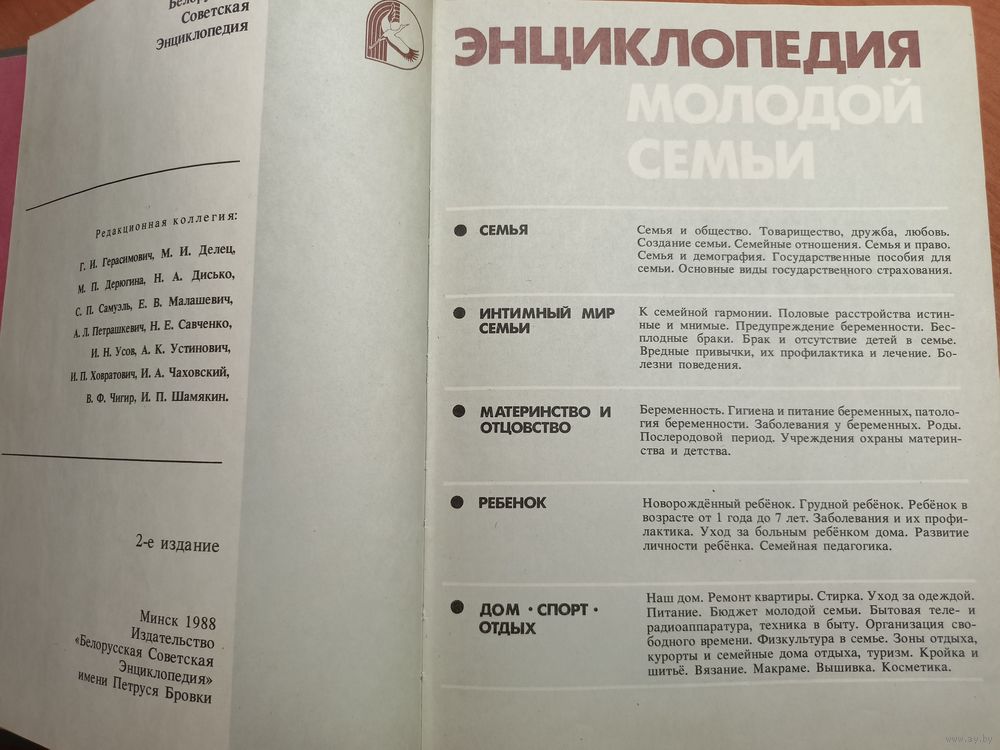 Белорусская
Советская
Энциклопедия
Редакционная коллегия:
Г. И. Герасимович, М. И. Делец,
М. П. Дерюгина, Н. А. Дисько,
С. П. Самуэль, Е. В. Малашевич,
А. Л. Петрашкевич, Н. Е. Савченко,
И. Н. Усов, А. К. Устинович,
И. П. Ховратович, И. А. Чаховский,
В. Ф. Чигир, И. П. Шамякин.
2-е издание
Минск 1988
Издательство
«Белорусская Советская
Энциклопедия»
имени Петруся Бровки
ЭНЦИКЛОПЕДИЯ
МОЛОДОЙ
СЕМЬИ
● СЕМЬЯ
Семья и общество. Товарищество, дружба, любовь.
Создание семьи. Семейные отношения. Семья и право.
Семья и демография. Государственные пособия для
семьи. Основные виды государственного страхования.
● ИНТИМНЫЙ МИР
СЕМЬИ
К семейной гармонии. Половые расстройства истин-
ные и мнимые. Предупреждение беременности. Бес-
плодные браки. Брак и отсутствие детей в семье.
Вредные привычки, их профилактика и лечение. Бо-
лезни поведения.
● МАТЕРИНСТВО И
ОТЦОВСТВО
Беременность. Гигиена и питание беременных, патоло-
гия беременности. Заболевания у беременных. Роды.
Послеродовой период. Учреждения охраны материн-
ства и детства.
● РЕБЕНОК
Новорождённый ребёнок. Грудной ребёнок. Ребёнок в
возрасте от 1 года до 7 лет. Заболевания и их профи-
лактика. Уход за больным ребёнком дома. Развитие
личности ребёнка. Семейная педагогика.
● ДОМ · СПОРТ ·
ОТДЫХ
Наш дом. Ремонт квартиры. Стирка. Уход за одеждой.
Питание. Бюджет молодой семьи. Бытовая теле- и
радиоаппаратура, техника в быту. Организация сво-
бодного времени. Физкультура в семье. Зоны отдыха,
курорты и семейные дома отдыха, туризм. Кройка и
шитьё. Вязание. Макраме. Вышивка. Косметика.
www.ay.by